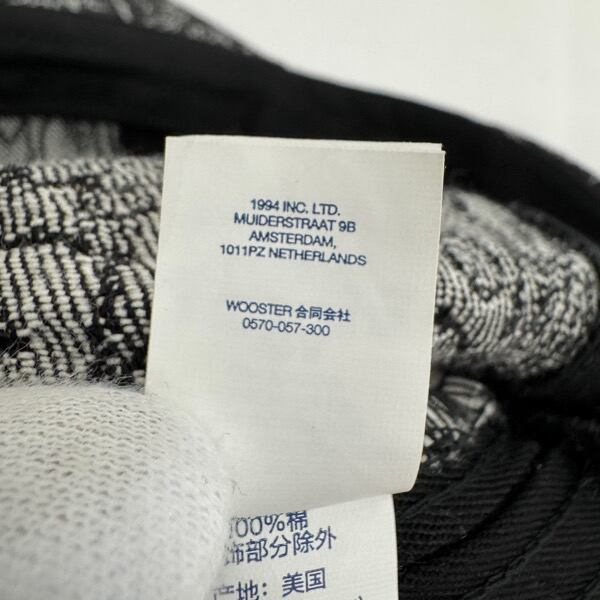 1994 INC. LTD.
MUIDERSTRAAT 9B
AMSTERDAM,
1011PZ NETHERLANDS
WOOSTER 合同会社
0570-057-300
100%棉
饰部分除外
产地: 美国